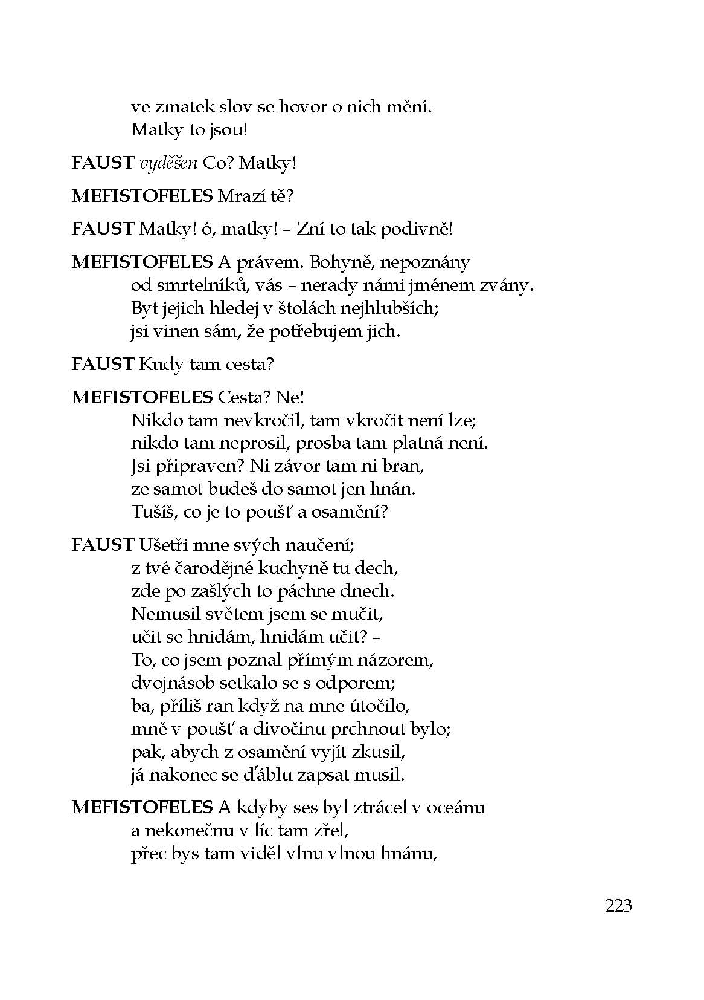 ve zmatek slov se hovor o nich mění.
Matky to jsou!
FAUST vyděšen Co? Matky!
MEFISTOFELES Mrazí tě?
FAUST Matky! ó, matky! – Zní to tak podivně!
MEFISTOFELES A právem. Bohyně, nepoznány
od smrtelníků, vás – nerady námi jménem zvány.
Byt jejich hledej v štolách nejhlubších;
jsi vinen sám, že potřebujem jich.
FAUST Kudy tam cesta?
MEFISTOFELES Cesta? Ne!
Nikdo tam nevkročil, tam vkročit není lze;
nikdo tam neprosil, prosba tam platná není.
Jsi připraven? Ni závor tam ni bran,
ze samot budeš do samot jen hnán.
Tušíš, co je to poušť a osamění?
FAUST Ušetři mne svých naučení;
z tvé čarodějné kuchyně tu dech,
zde po zašlých to páchne dnech.
Nemusil světem jsem se mučit,
učit se hnidám, hnidám učit? –
To, co jsem poznal přímým názorem,
dvojnásob setkalo se s odporem;
ba, příliš ran když na mne útočilo,
mně v poušť a divočinu prchnout bylo;
pak, abych z osamění vyjít zkusil,
já nakonec se ďáblu zapsat musil.
MEFISTOFELES A kdyby ses byl ztrácel v oceánu
a nekonečnu v líc tam zřel,
přec bys tam viděl vlnu vlnou hnánu,
223